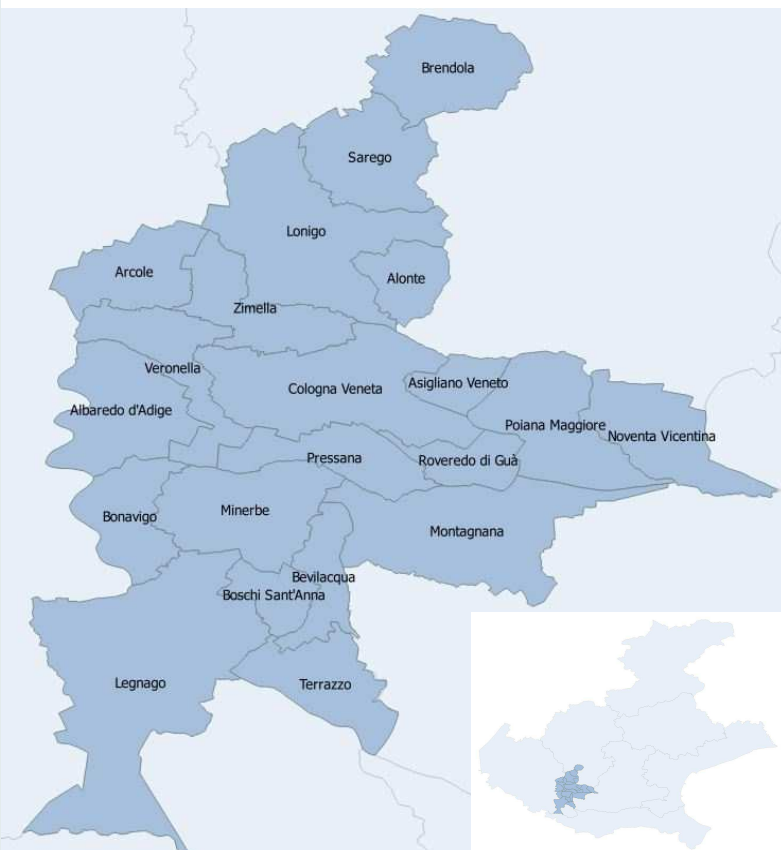 Brendola
Sarego
Lonigo
Arcole
Alonte
Zimella
Veronella
Asigliano Veneto
Cologna Veneta
Albaredo d'Adige
Poiana Maggiore
Noventa Vicentina
Pressana
Roveredo di Guà
Minerbe
Bonavigo
Montagnana
Bevilacqua
Boschi Sant'Anna
Legnago
Terrazzo